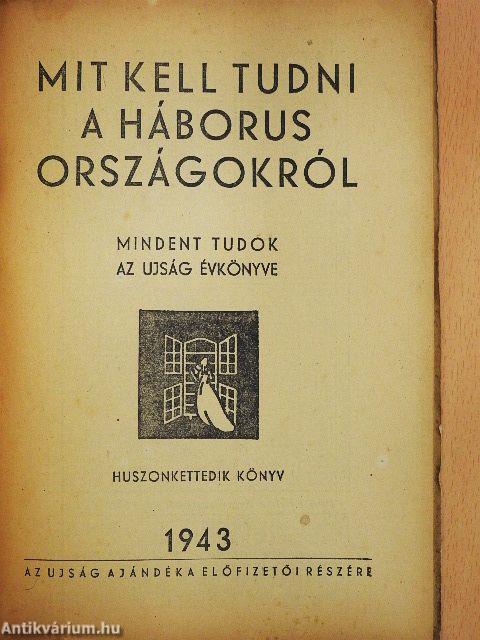 MIT KELL TUDNI
A HÁBORUS
ORSZÁGOKRÓL
MINDENT TUDOK
AZ UJSÁG ÉVKÖNYVE
HUSZONKETTEDIK KÖNYV
1943
AZ UJSÁG AJÁNDÉKA ELŐFIZETŐI RÉSZÉRE
Antikvárium.hu